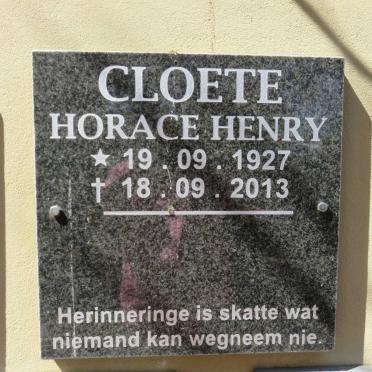 CLOETE
HORACE HENRY
★ 19 . 09 . 1927
† 18 . 09 . 2013
Herinneringe is skatte wat
niemand kan wegneem nie.